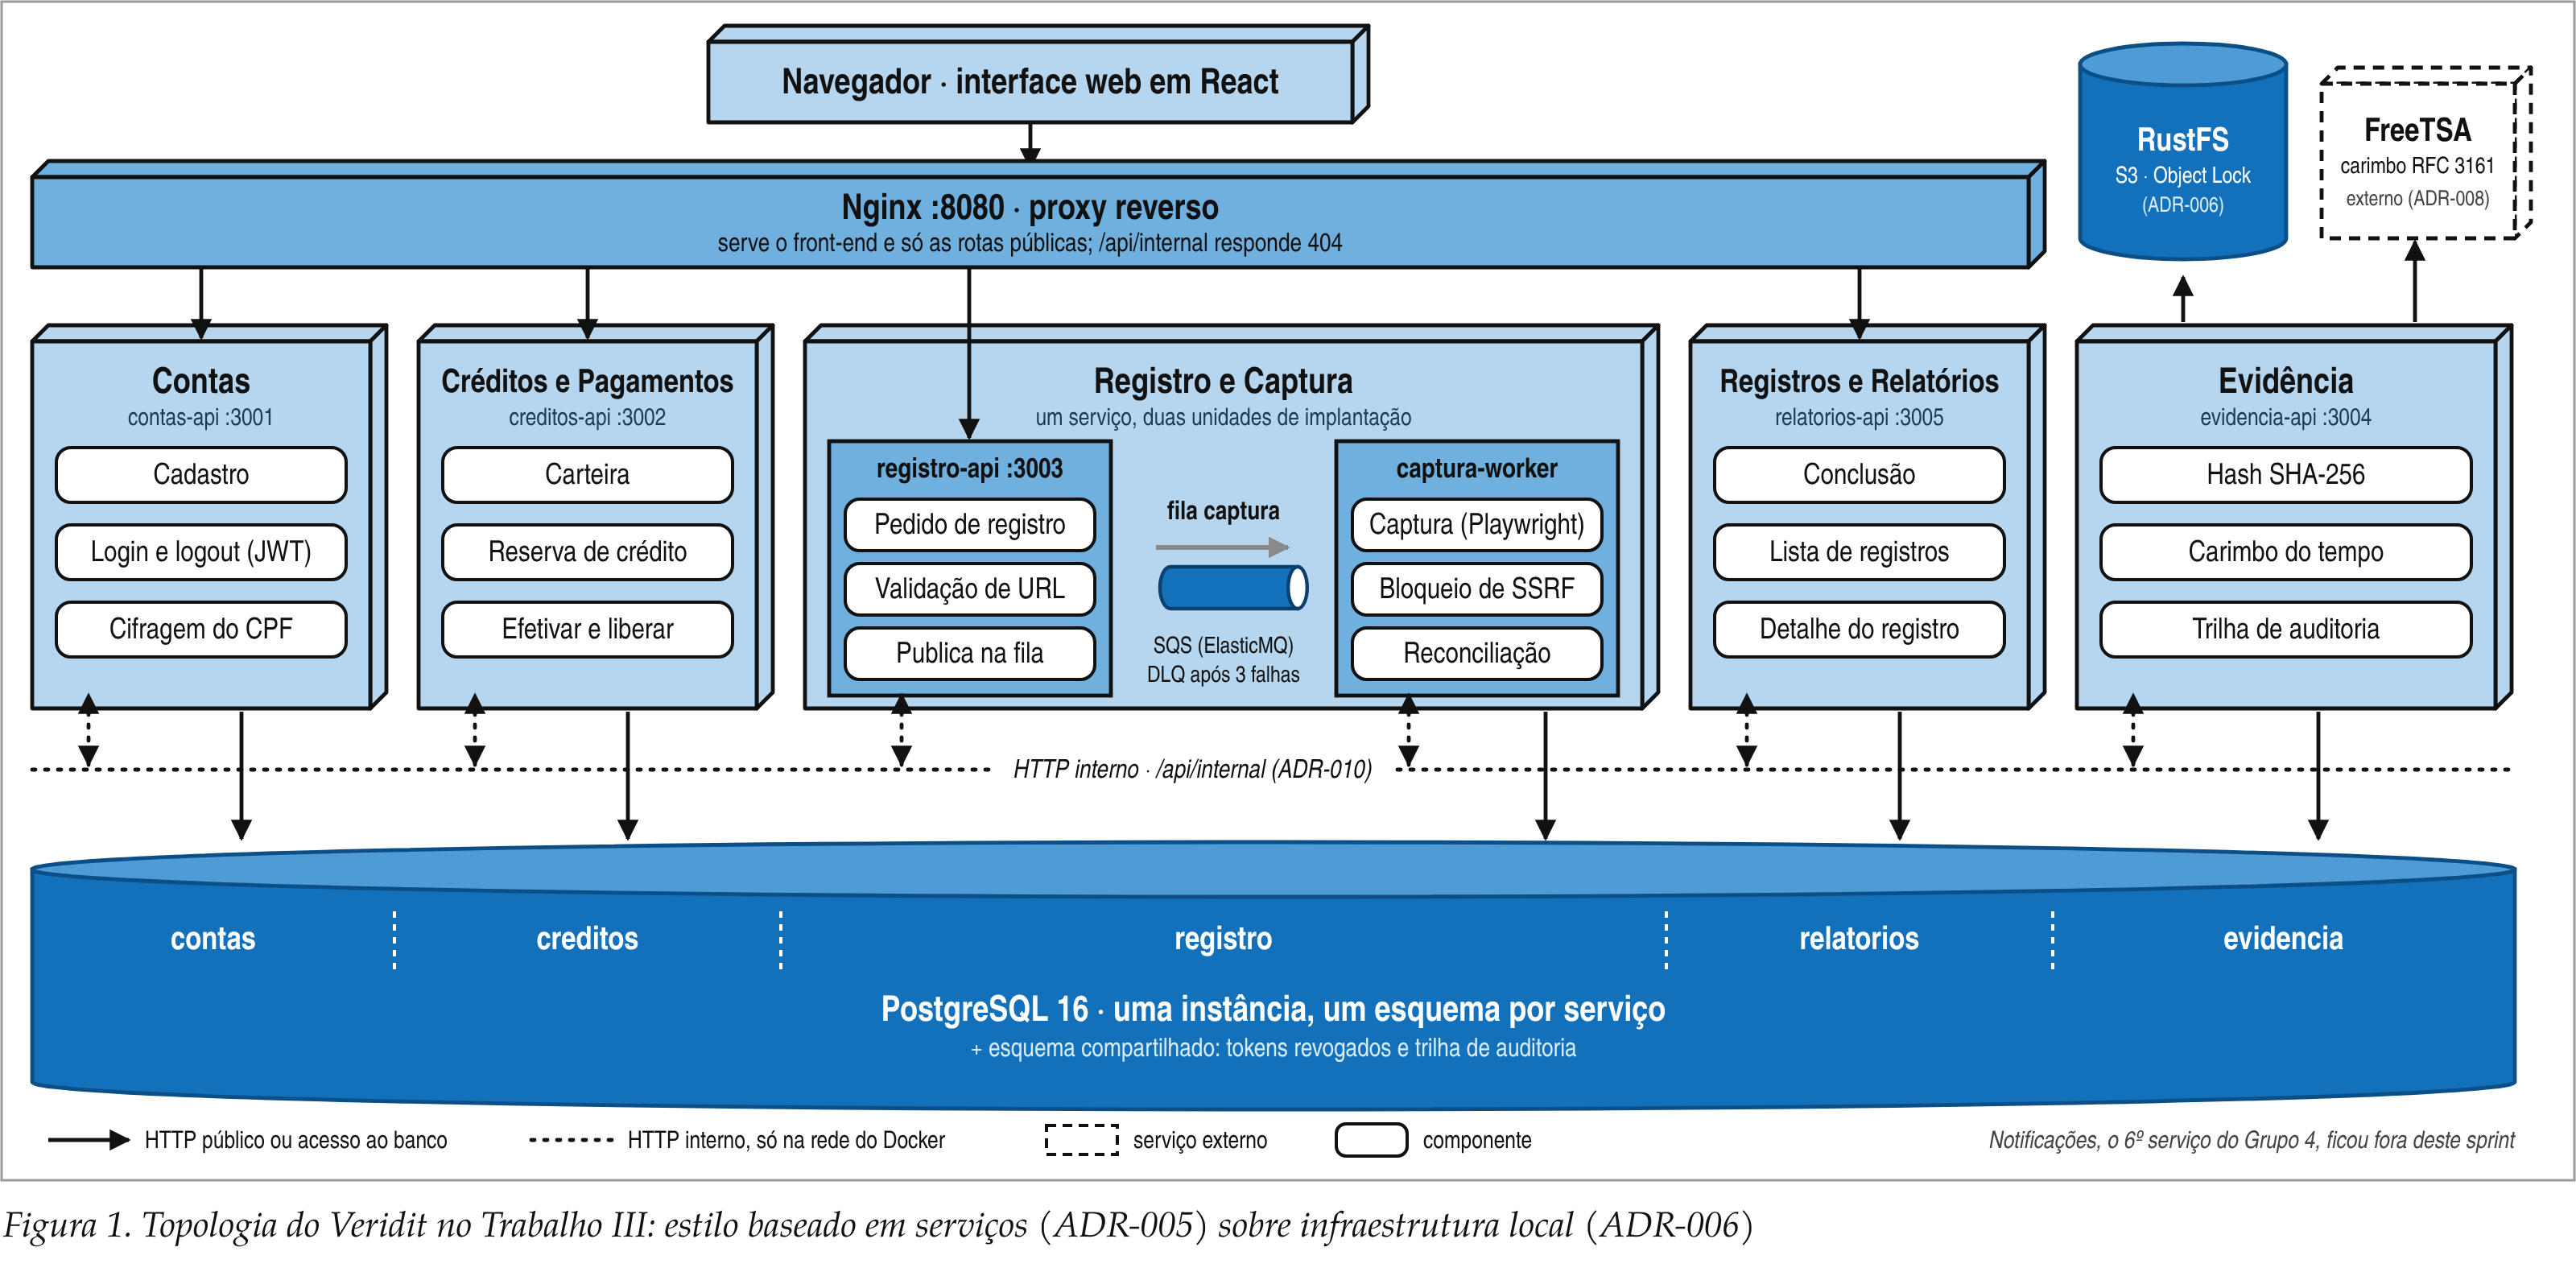 Navegador · interface web em React
Nginx :8080 · proxy reverso
serve o front-end e só as rotas públicas; /api/internal responde 404
RustFS
S3 · Object Lock
(ADR-006)
FreeTSA
carimbo RFC 3161
externo (ADR-008)
Contas
contas-api :3001
Cadastro
Login e logout (JWT)
Cifragem do CPF
Créditos e Pagamentos
creditos-api :3002
Carteira
Reserva de crédito
Efetivar e liberar
Registro e Captura
um serviço, duas unidades de implantação
registro-api :3003
Pedido de registro
Validação de URL
Publica na fila
fila captura
SQS (ElasticMQ)
DLQ após 3 falhas
captura-worker
Captura (Playwright)
Bloqueio de SSRF
Reconciliação
Registros e Relatórios
relatorios-api :3005
Conclusão
Lista de registros
Detalhe do registro
Evidência
evidencia-api :3004
Hash SHA-256
Carimbo do tempo
Trilha de auditoria
HTTP interno · /api/internal (ADR-010)
contas
creditos
registro
relatorios
evidencia
PostgreSQL 16 · uma instância, um esquema por serviço
+ esquema compartilhado: tokens revogados e trilha de auditoria
HTTP público ou acesso ao banco
HTTP interno, só na rede do Docker
serviço externo
componente
Notificações, o 6º serviço do Grupo 4, ficou fora deste sprint
Figura 1. Topologia do Veridit no Trabalho III: estilo baseado em serviços (ADR-005) sobre infraestrutura local (ADR-006)